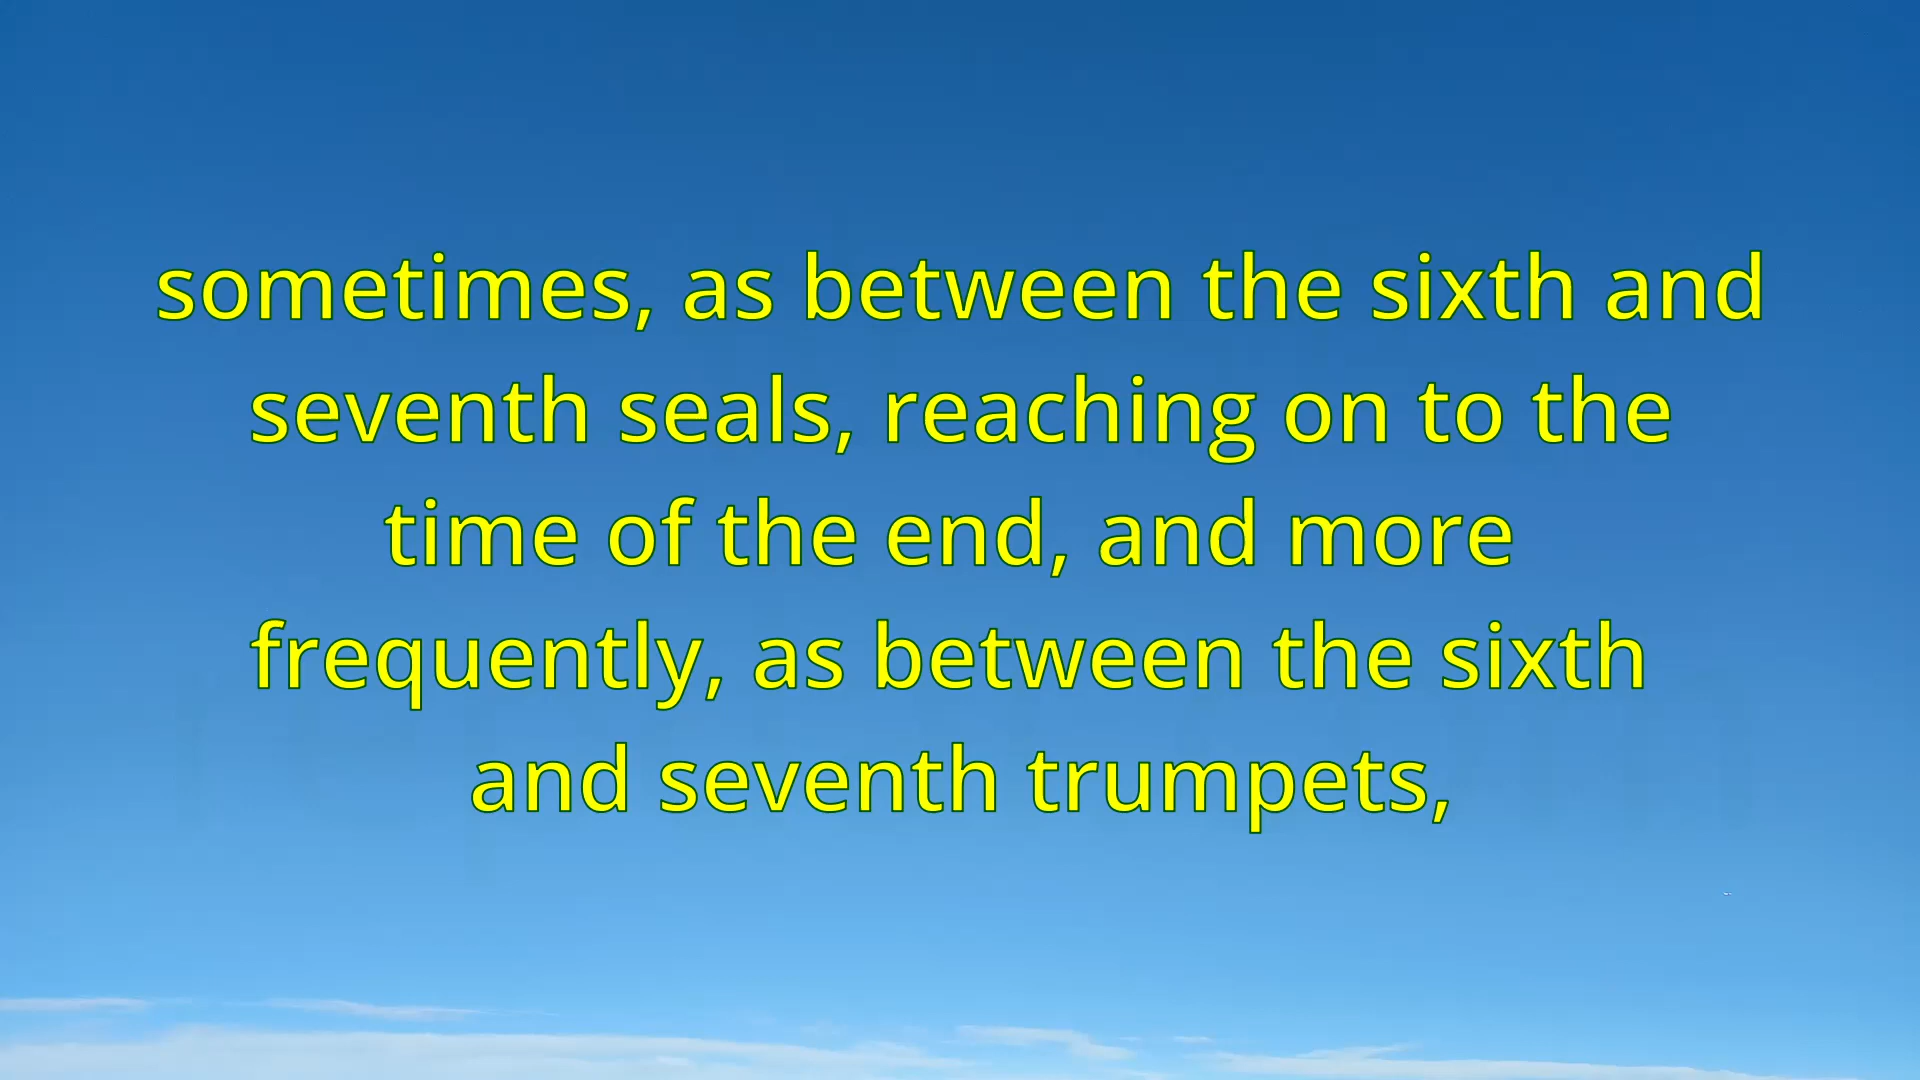 sometimes, as between the sixth and
seventh seals, reaching on to the
time of the end, and more
frequently, as between the sixth
and seventh trumpets,